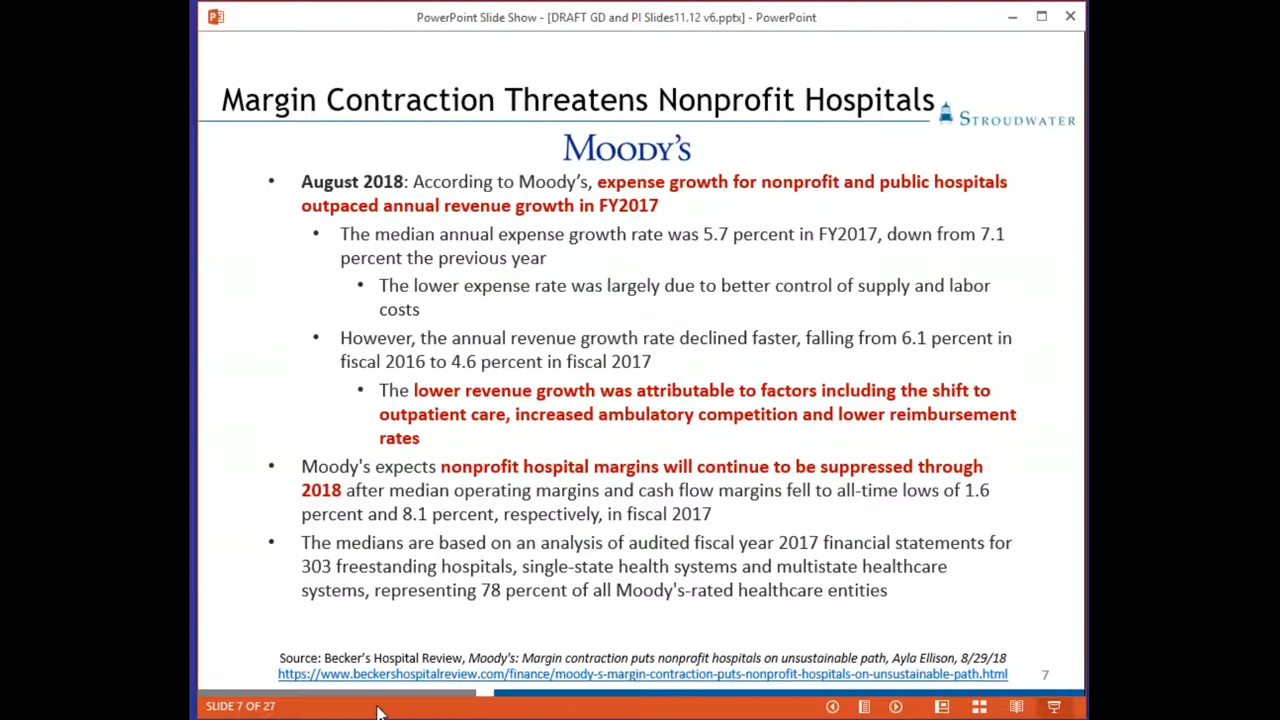 PowerPoint Slide Show - [DRAFT GD and PI Slides11.12 v6.pptx] - PowerPoint
Margin Contraction Threatens Nonprofit Hospitals
STROUDWATER
MOODY'S
• August 2018: According to Moody's, expense growth for nonprofit and public hospitals
outpaced annual revenue growth in FY2017
• The median annual expense growth rate was 5.7 percent in FY2017, down from 7.1
percent the previous year
• The lower expense rate was largely due to better control of supply and labor
costs
• However, the annual revenue growth rate declined faster, falling from 6.1 percent in
fiscal 2016 to 4.6 percent in fiscal 2017
• The lower revenue growth was attributable to factors including the shift to
outpatient care, increased ambulatory competition and lower reimbursement
rates
• Moody's expects nonprofit hospital margins will continue to be suppressed through
2018 after median operating margins and cash flow margins fell to all-time lows of 1.6
percent and 8.1 percent, respectively, in fiscal 2017
• The medians are based on an analysis of audited fiscal year 2017 financial statements for
303 freestanding hospitals, single-state health systems and multistate healthcare
systems, representing 78 percent of all Moody's-rated healthcare entities
Source: Becker's Hospital Review, Moody's: Margin contraction puts nonprofit hospitals on unsustainable path, Ayla Ellison, 8/29/18
https://www.beckershospitalreview.com/finance/moody-s-margin-contraction-puts-nonprofit-hospitals-on-unsustainable-path.html
7
SLIDE 7 OF 27